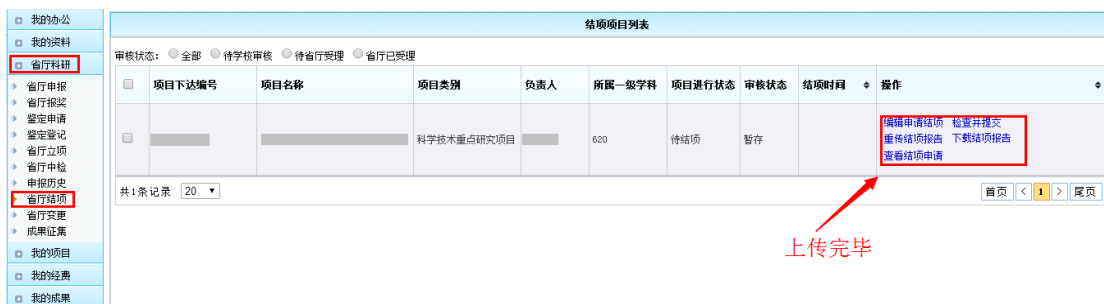 我的办公
我的资料
省厅科研
省厅申报
省厅报奖
鉴定申请
鉴定登记
省厅立项
省厅中检
申报历史
省厅结项
省厅变更
成果征集
我的项目
我的经费
我的成果
结项项目列表
审核状态: 全部 待学校审核 待省厅受理 省厅已受理
项目下达编号 项目名称 项目类别 负责人 所属一级学科 项目进行状态 审核状态 结项时间 操作
科学技术重点研究项目 620 待结项 暂存
编辑申请结项 检查并提交
重传结项报告 下载结项报告
查看结项申请
共1条记录 20 首页 < 1 > 尾页
上传完毕